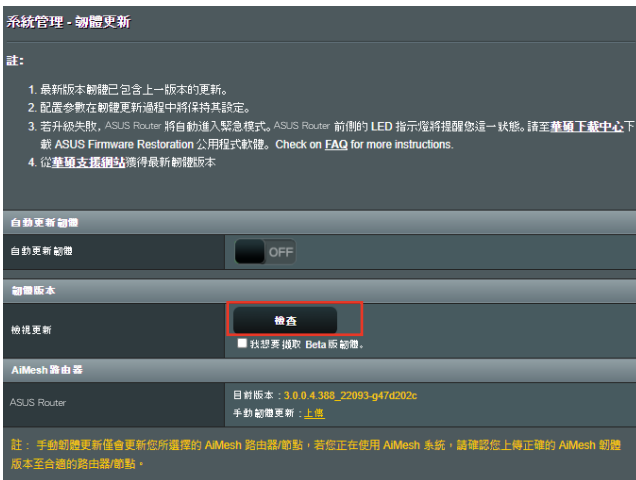 系統管理 - 韌體更新
註:
1. 最新版本韌體已包含上一版本的更新。
2. 配置參數在韌體更新過程中將保持其設定。
3. 若升級失敗, ASUS Router 將自動進入緊急模式。ASUS Router 前側的 LED 指示燈將提醒您這一狀態。請至華碩下載中心下
載 ASUS Firmware Restoration 公用程式軟體。Check on FAQ for more instructions.
4. 從華碩支援網站獲得最新韌體版本
自動更新韌體
自動更新韌體 OFF
韌體版本
檢視更新 檢查
我想要擷取 Beta 版韌體。
AiMesh 路由器
ASUS Router 目前版本 : 3.0.0.4.388_22093-g47d202c
手動韌體更新 : 上傳
註 : 手動韌體更新僅會更新您所選擇的 AiMesh 路由器/節點,若您正在使用 AiMesh 系統,請確認您上傳正確的 AiMesh 韌體
版本至合適的路由器/節點。